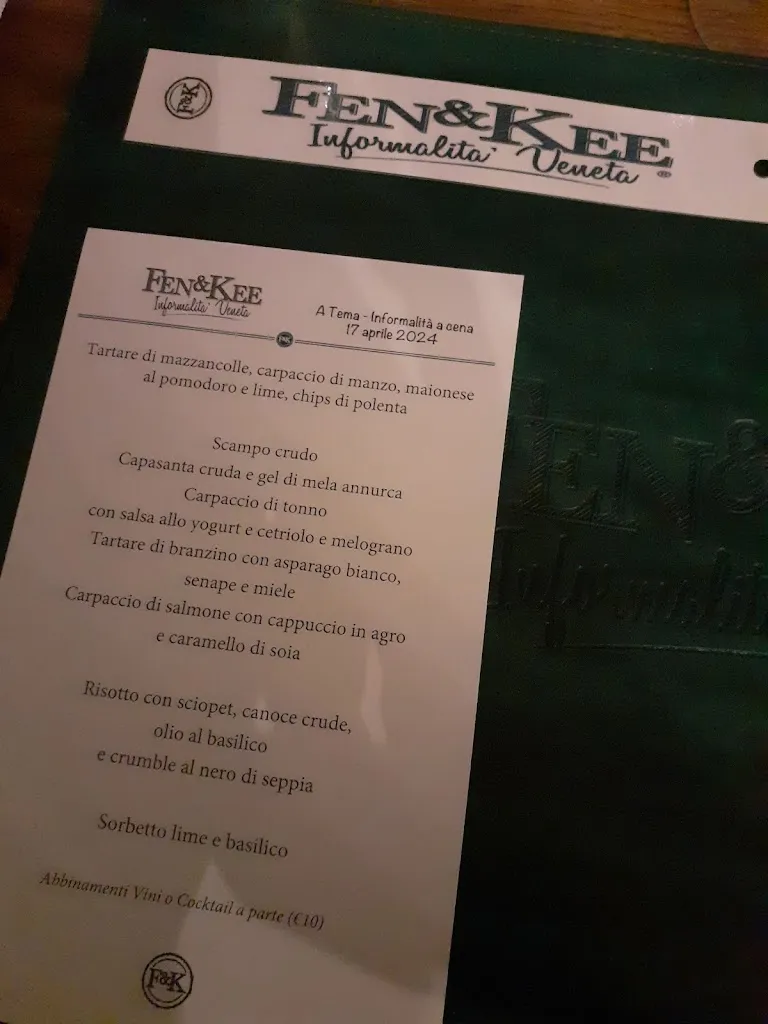 F&K
FEN&KEE
Informalita' Veneta
®
FEN&KEE
Informalita' Veneta
A Tema - Informalità a cena
17 aprile 2024
F&K
Tartare di mazzancolle, carpaccio di manzo, maionese
al pomodoro e lime, chips di polenta
Scampo crudo
Capasanta cruda e gel di mela annurca
Carpaccio di tonno
con salsa allo yogurt e cetriolo e melograno
Tartare di branzino con asparago bianco,
senape e miele
Carpaccio di salmone con cappuccio in agro
e caramello di soia
Risotto con sciopet, canoce crude,
olio al basilico
e crumble al nero di seppia
Sorbetto lime e basilico
Abbinamenti Vini o Cocktail a parte (€10)
F&K
EN&
Informalit